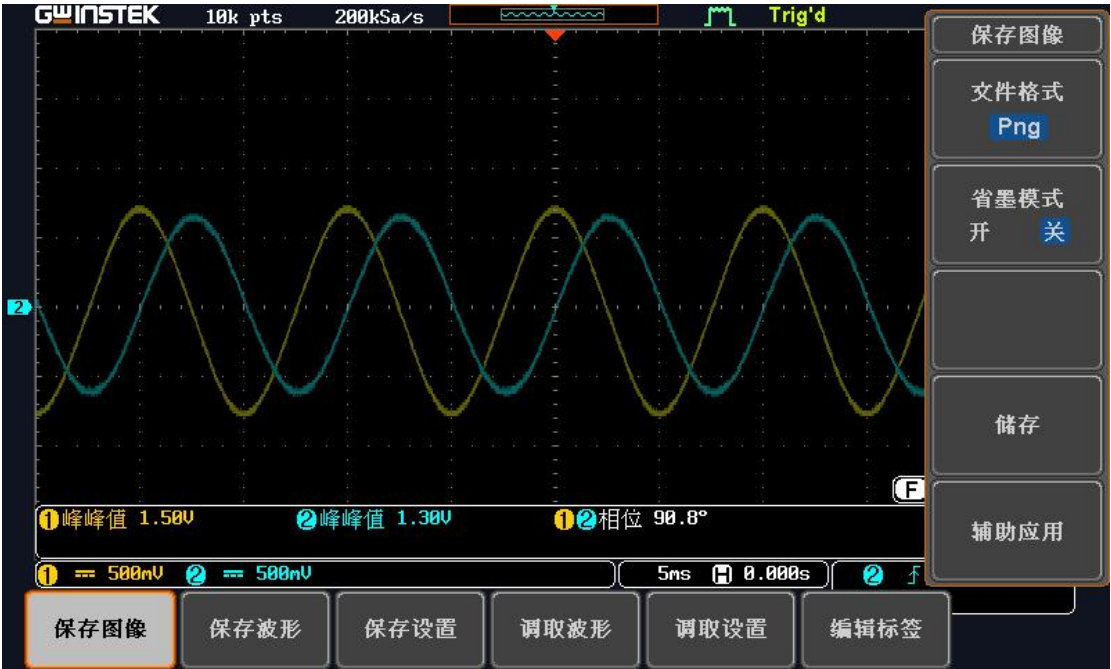 GWINSTEK 10k pts 200kSa/s Trig'd
保存图像
文件格式
Png
省墨模式
开 关
2
储存
F
1峰峰值 1.50V 2峰峰值 1.30V 12相位 90.8°
辅助应用
1 500mV 2 500mV 5ms H 0.000s 2
保存图像 保存波形 保存设置 调取波形 调取设置 编辑标签